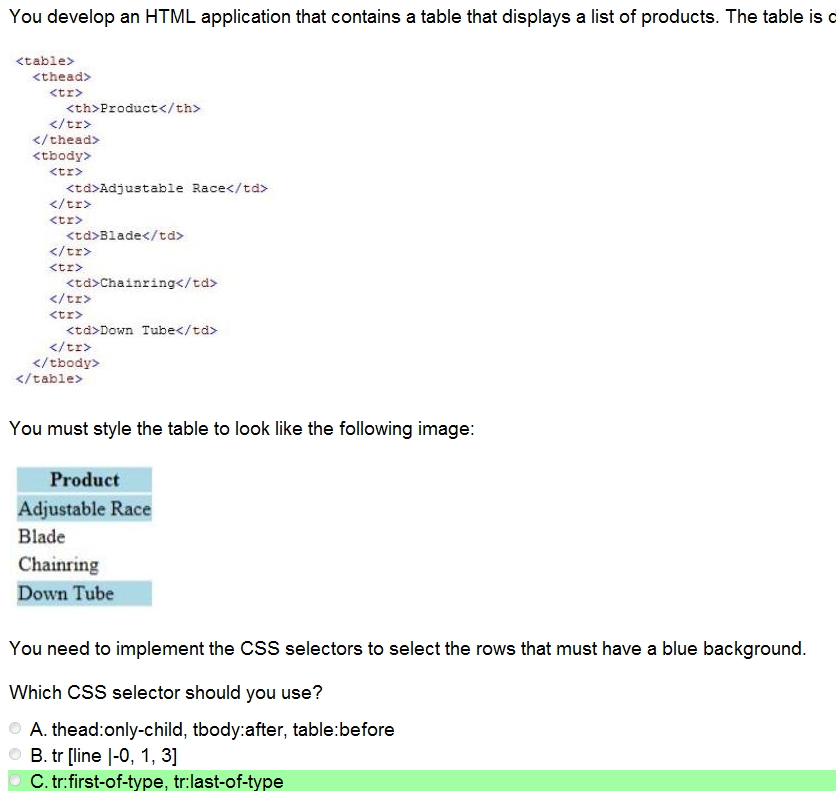 You develop an HTML application that contains a table that displays a list of products. The table is
<table>
<thead>
<tr>
<th>Product</th>
</tr>
</thead>
<tbody>
<tr>
<td>Adjustable Race</td>
</tr>
<tr>
<td>Blade</td>
</tr>
<tr>
<td>Chainring</td>
</tr>
<tr>
<td>Down Tube</td>
</tr>
</tbody>
</table>
You must style the table to look like the following image:
Product
Adjustable Race
Blade
Chainring
Down Tube
You need to implement the CSS selectors to select the rows that must have a blue background.
Which CSS selector should you use?
A. thead:only-child, tbody:after, table:before
B. tr [line |-0, 1, 3]
C. tr:first-of-type, tr:last-of-type